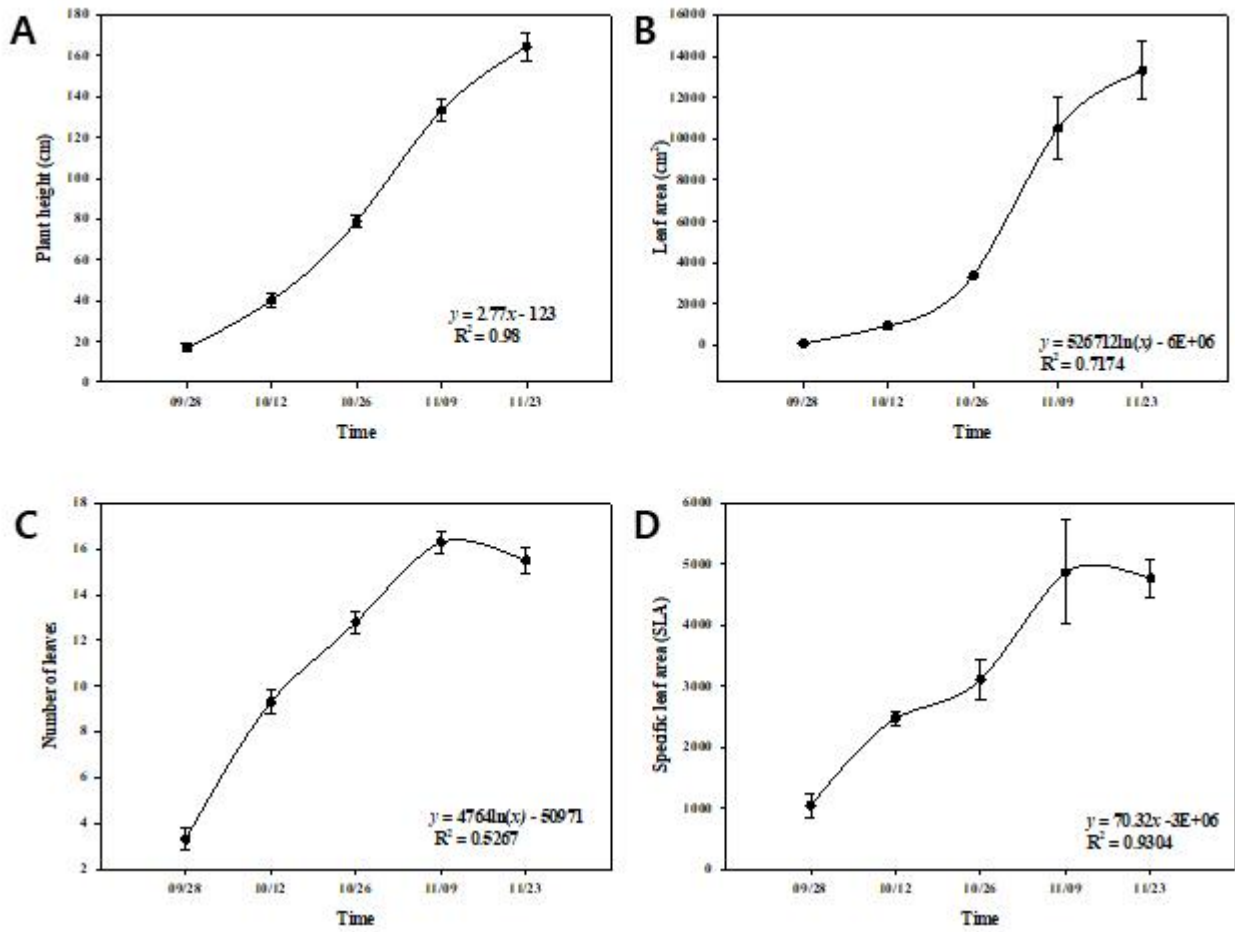 A
180
160
140
120
100
80
60
40
20
0
Plant height (cm)
y = 2.77x - 123
R² = 0.98
09/28 10/12 10/26 11/09 11/23
Time
B
16000
14000
12000
10000
8000
6000
4000
2000
0
Leaf area (cm²)
y = 526712ln(x) - 6E+06
R² = 0.7174
09/28 10/12 10/26 11/09 11/23
Time
C
18
16
14
12
10
8
6
4
2
Number of leaves
y = 4764ln(x) - 50971
R² = 0.5267
09/28 10/12 10/26 11/09 11/23
Time
D
6000
5000
4000
3000
2000
1000
0
Specific leaf area (SLA)
y = 70.32x -3E+06
R² = 0.9304
09/28 10/12 10/26 11/09 11/23
Time